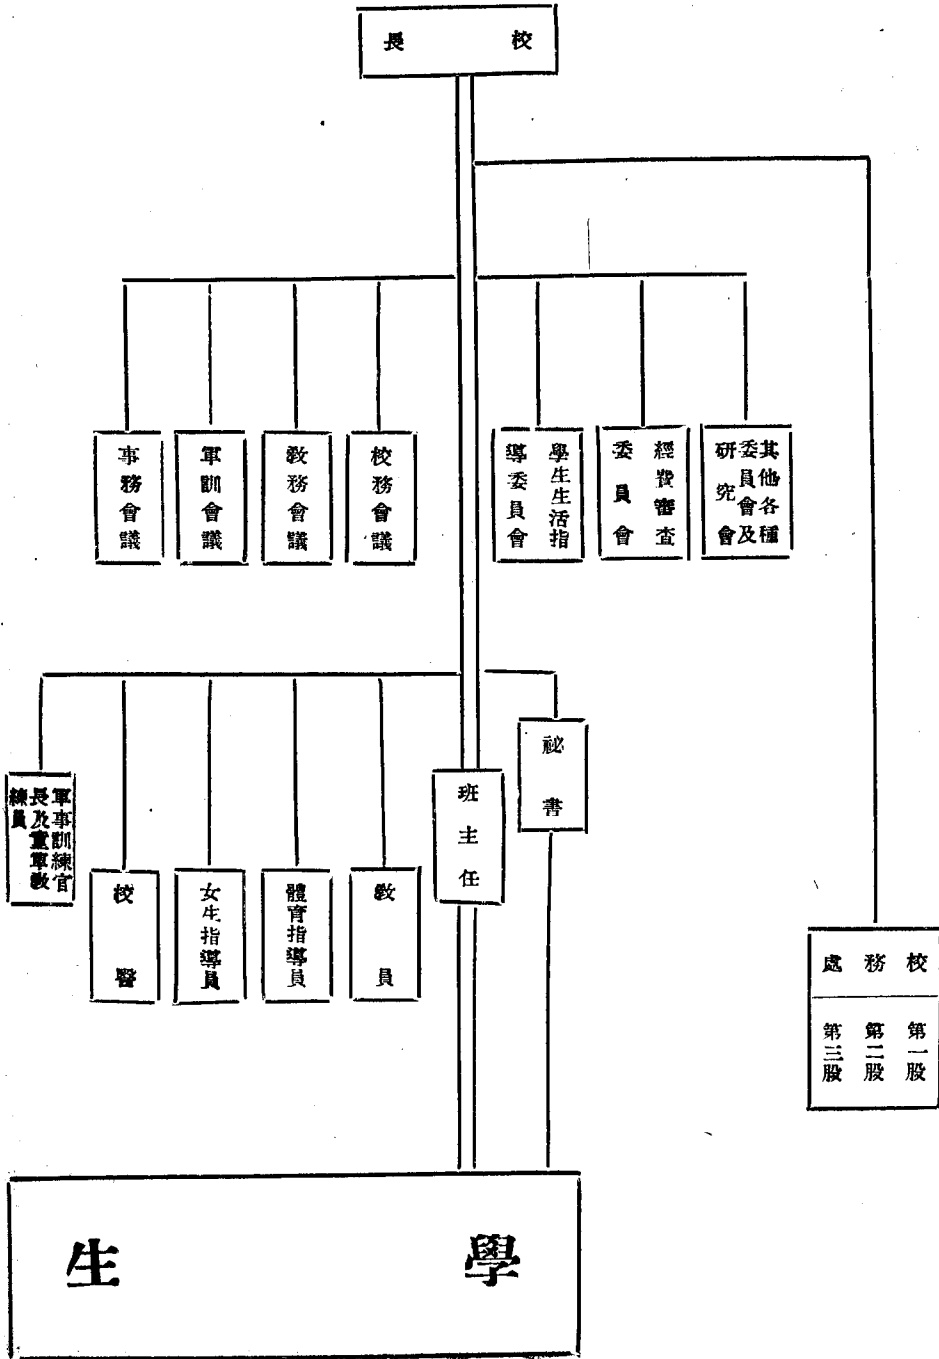 校長
其他各種
委員會及
研究會
經費審查
委員會
學生生活指
導委員會
校務會議
教務會議
軍訓會議
事務會議
祕書
班主任
教員
體育指導員
女生指導員
校醫
軍事訓練官
長及童軍教
練員
校務處
第一股
第二股
第三股
學生